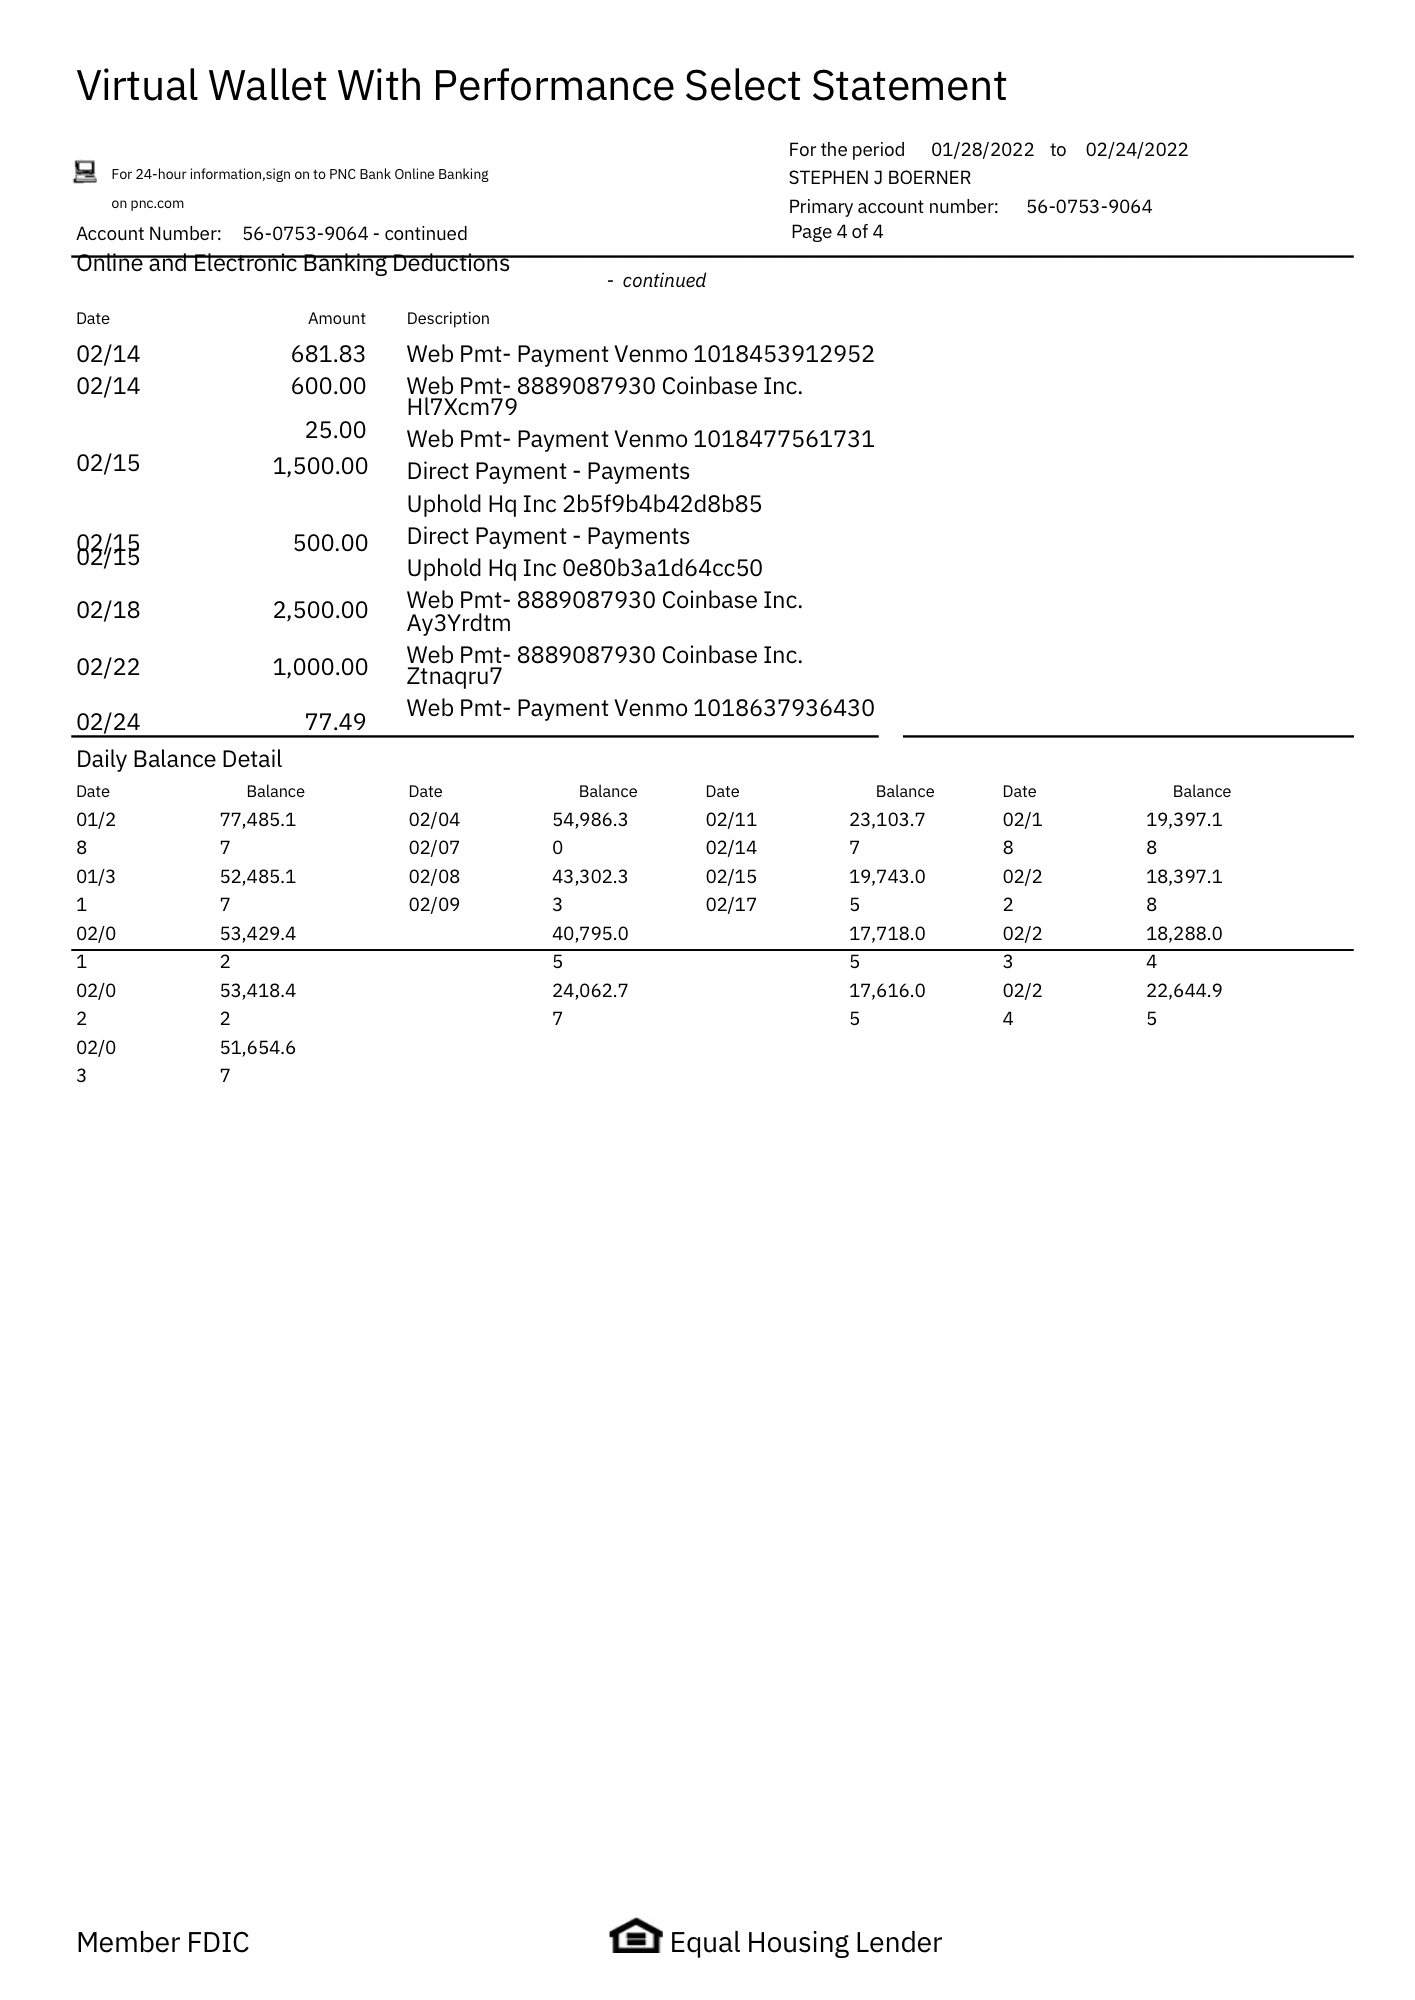 Virtual Wallet With Performance Select Statement
For the period 01/28/2022 to 02/24/2022
For 24-hour information,sign on to PNC Bank Online Banking
on pnc.com
STEPHEN J BOERNER
Primary account number: 56-0753-9064
Page 4 of 4
Account Number: 56-0753-9064 - continued
Online and Electronic Banking Deductions
- continued
Date Amount Description
02/14 681.83 Web Pmt- Payment Venmo 1018453912952
02/14 600.00 Web Pmt- 8889087930 Coinbase Inc.
Hl7Xcm79
25.00 Web Pmt- Payment Venmo 1018477561731
02/15 1,500.00 Direct Payment - Payments
Uphold Hq Inc 2b5f9b4b42d8b85
02/15 500.00 Direct Payment - Payments
02/15
Uphold Hq Inc 0e80b3a1d64cc50
02/18 2,500.00 Web Pmt- 8889087930 Coinbase Inc.
Ay3Yrdtm
02/22 1,000.00 Web Pmt- 8889087930 Coinbase Inc.
Ztnaqru7
02/24 77.49 Web Pmt- Payment Venmo 1018637936430
Daily Balance Detail
Date Balance Date Balance Date Balance Date Balance
01/2 77,485.1 02/04 54,986.3 02/11 23,103.7 02/1 19,397.1
8 7 02/07 0 02/14 7 8 8
01/3 52,485.1 02/08 43,302.3 02/15 19,743.0 02/2 18,397.1
1 7 02/09 3 02/17 5 2 8
02/0 53,429.4 40,795.0 17,718.0 02/2 18,288.0
1 2 5 5 3 4
02/0 53,418.4 24,062.7 17,616.0 02/2 22,644.9
2 2 7 5 4 5
02/0 51,654.6
3 7
Member FDIC Equal Housing Lender